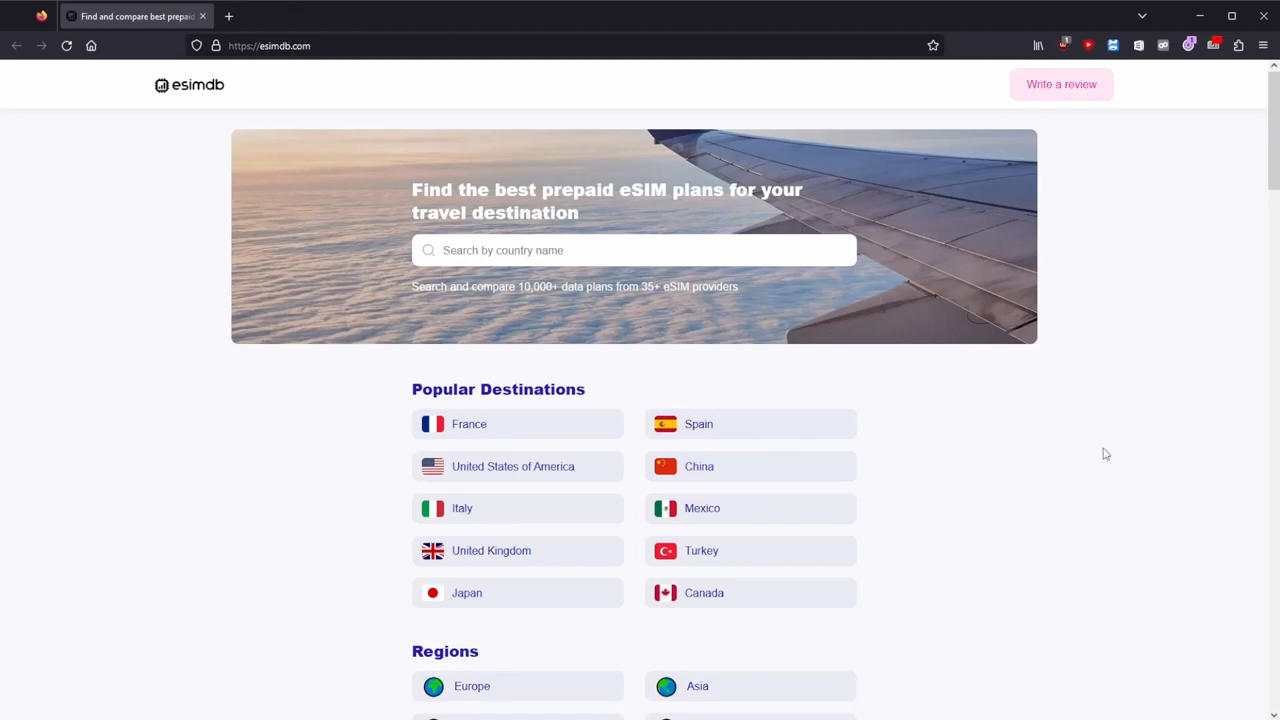 Find and compare best prepaid
https://esimdb.com
1
1
esimdb
Write a review
Find the best prepaid eSIM plans for your
travel destination
Search by country name
Search and compare 10,000+ data plans from 35+ eSIM providers
Popular Destinations
France
Spain
United States of America
China
Italy
Mexico
United Kingdom
Turkey
Japan
Canada
Regions
Europe
Asia